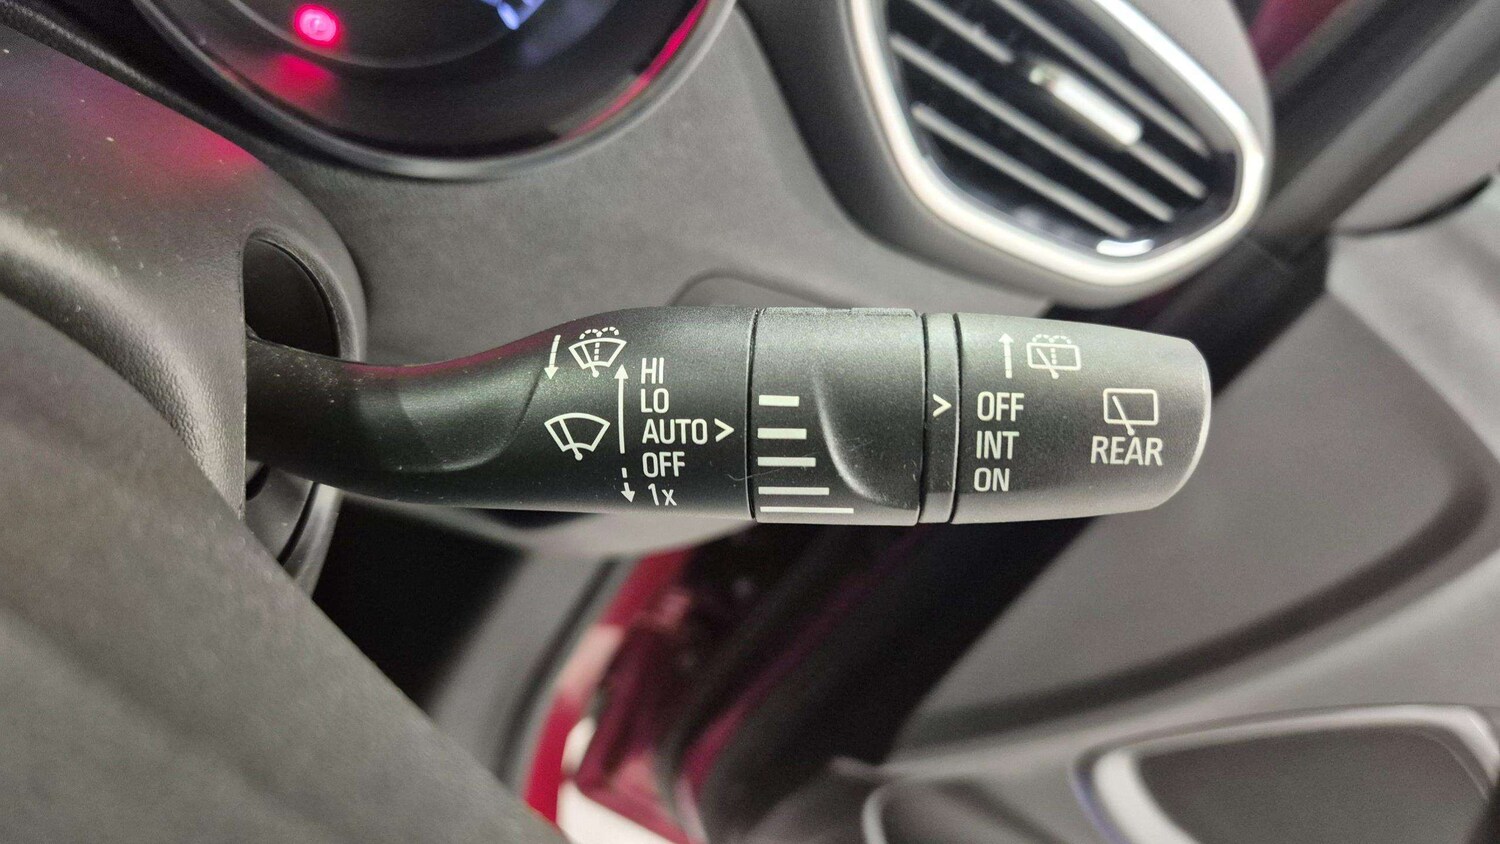 HI
LO
AUTO >
OFF
1x
>
OFF
INT
ON
REAR